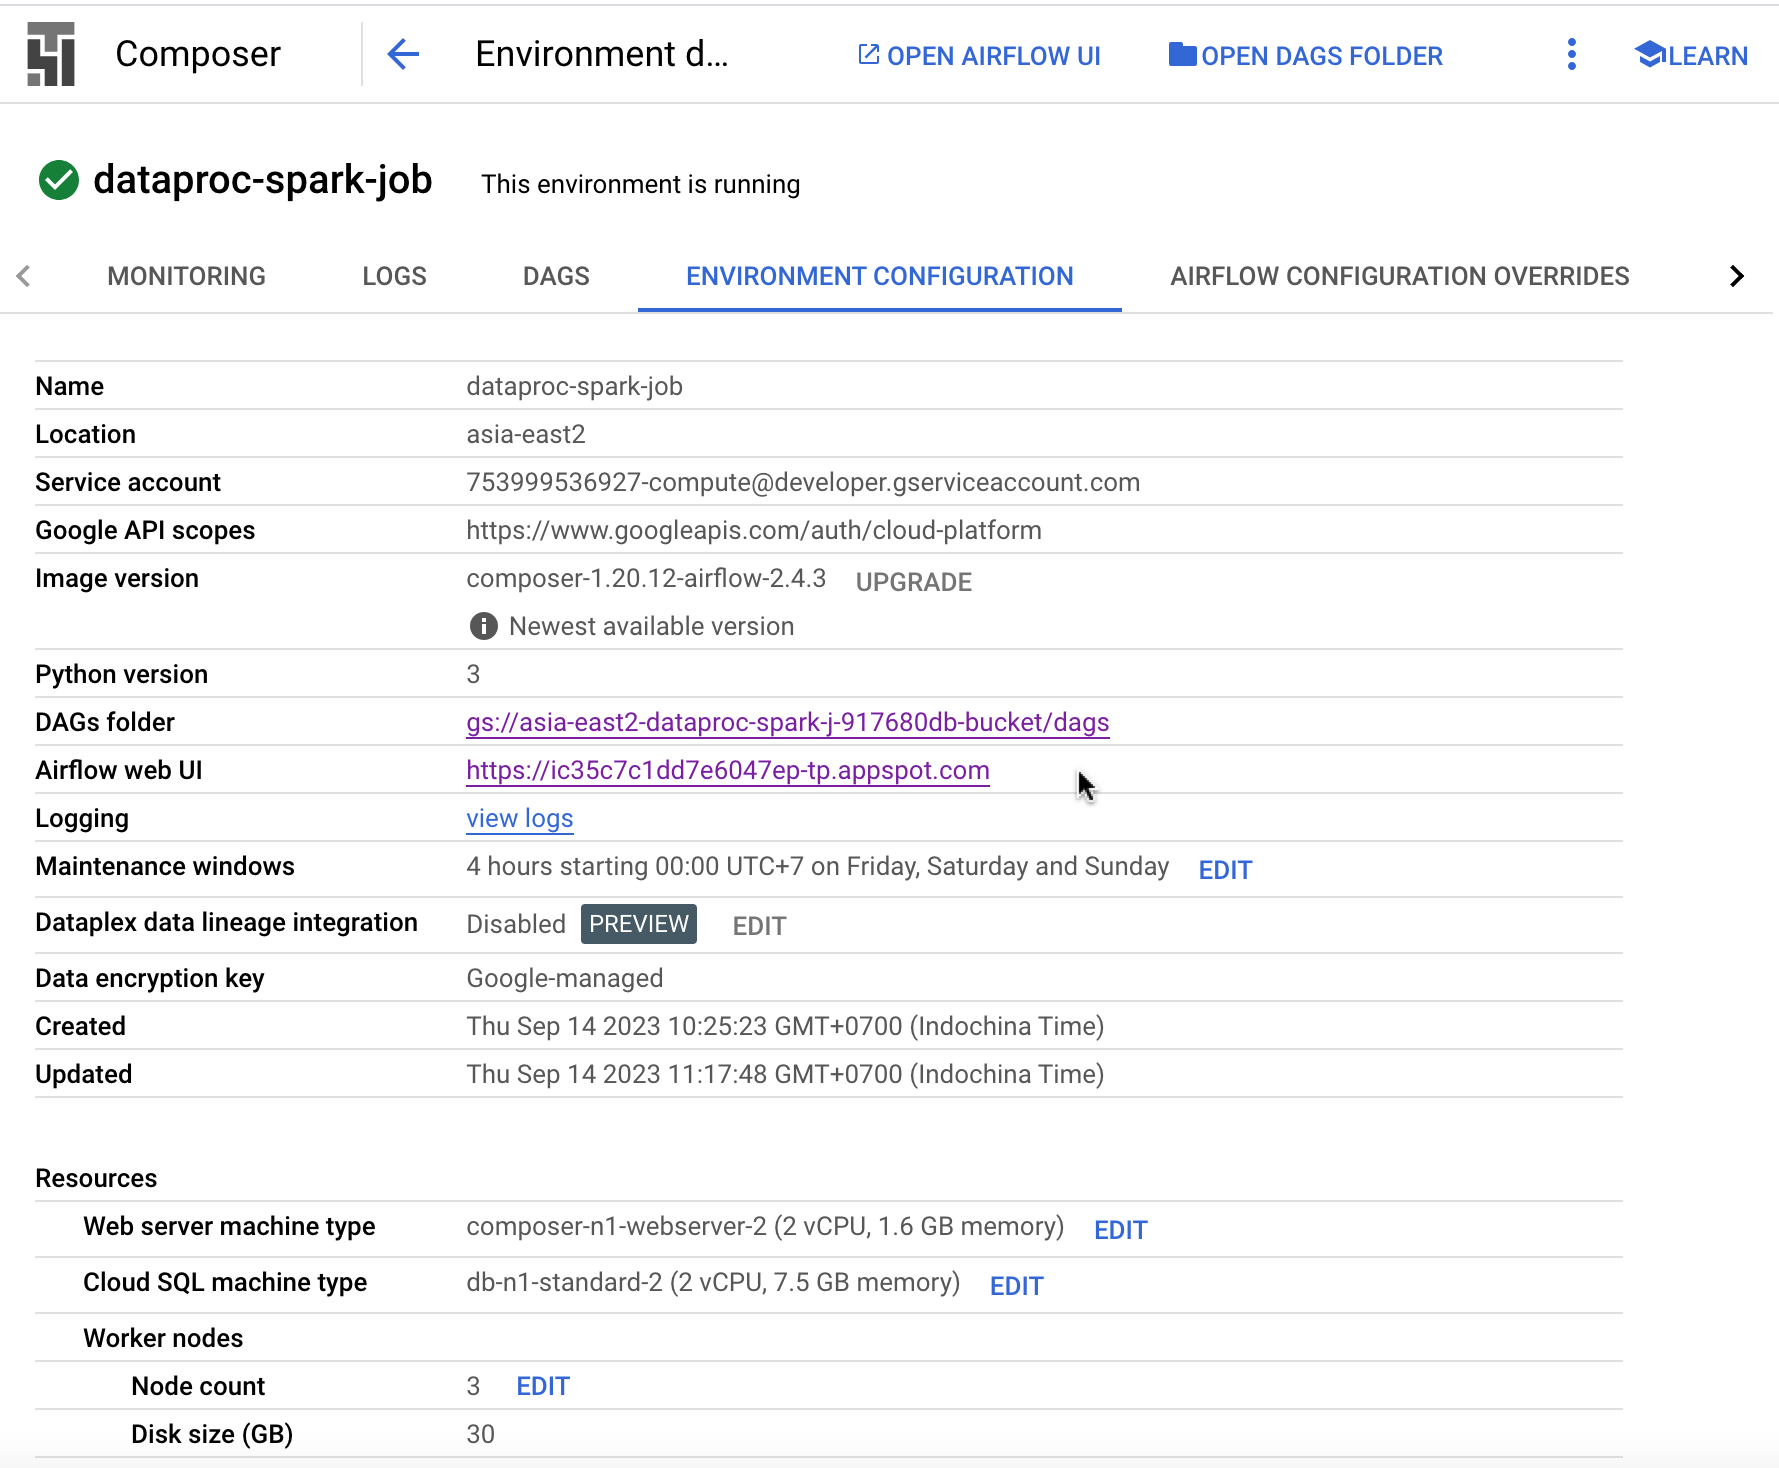 Composer Environment d... OPEN AIRFLOW UI OPEN DAGS FOLDER LEARN
dataproc-spark-job This environment is running
MONITORING LOGS DAGS ENVIRONMENT CONFIGURATION AIRFLOW CONFIGURATION OVERRIDES
Name dataproc-spark-job
Location asia-east2
Service account 753999536927-compute@developer.gserviceaccount.com
Google API scopes https://www.googleapis.com/auth/cloud-platform
Image version composer-1.20.12-airflow-2.4.3 UPGRADE
Newest available version
Python version 3
DAGs folder gs://asia-east2-dataproc-spark-j-917680db-bucket/dags
Airflow web UI https://ic35c7c1dd7e6047ep-tp.appspot.com
Logging view logs
Maintenance windows 4 hours starting 00:00 UTC+7 on Friday, Saturday and Sunday EDIT
Dataplex data lineage integration Disabled PREVIEW EDIT
Data encryption key Google-managed
Created Thu Sep 14 2023 10:25:23 GMT+0700 (Indochina Time)
Updated Thu Sep 14 2023 11:17:48 GMT+0700 (Indochina Time)
Resources
Web server machine type composer-n1-webserver-2 (2 vCPU, 1.6 GB memory) EDIT
Cloud SQL machine type db-n1-standard-2 (2 vCPU, 7.5 GB memory) EDIT
Worker nodes
Node count 3 EDIT
Disk size (GB) 30